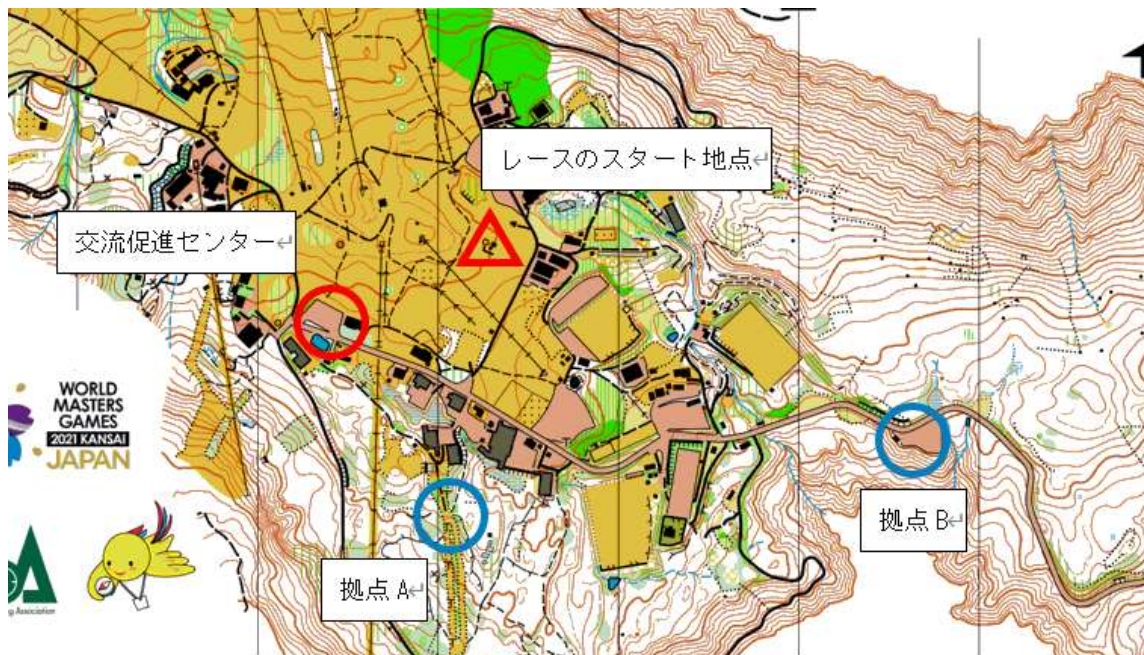 レースのスタート地点↵
交流促進センター↵
WORLD
MASTERS
GAMES
2021 KANSAI
JAPAN
拠点 B↵
拠点 A↵
g Association